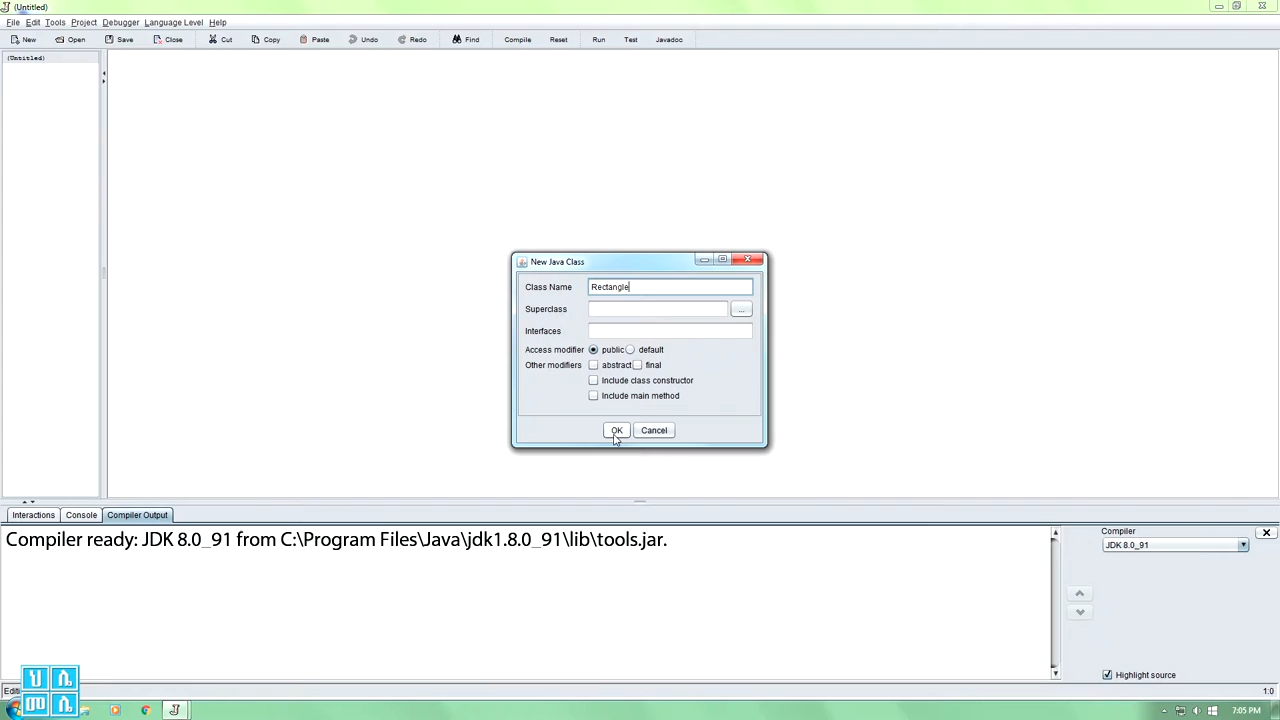 (Untitled)
File Edit Tools Project Debugger Language Level Help
New Open Save Close Cut Copy Paste Undo Redo Find Compile Reset Run Test Javadoc
(Untitled)
New Java Class
Class Name Rectangle
Superclass ...
Interfaces
Access modifier public default
Other modifiers abstract final
Include class constructor
Include main method
OK Cancel
Interactions Console Compiler Output
Compiler ready: JDK 8.0_91 from C:\Program Files\Java\jdk1.8.0_91\lib\tools.jar.
Compiler
JDK 8.0_91
Highlight source
Editi 1:0
ህ ሲ
መ ሲ
7:05 PM